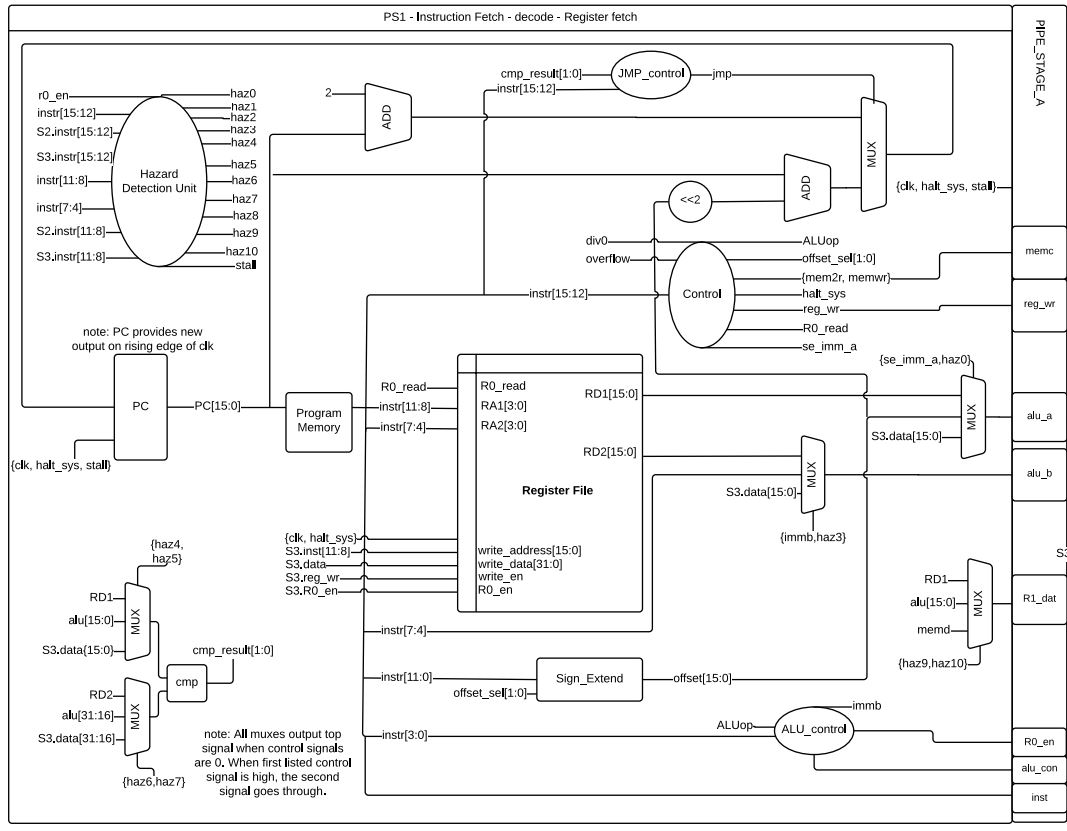 PS1 - Instruction Fetch - decode - Register fetch
PIPE_STAGE_A
r0_en
instr[15:12]
S2.instr[15:12]
S3.instr[15:12]
instr[11:8]
instr[7:4]
S2.instr[11:8]
S3.instr[11:8]
Hazard
Detection Unit
haz0
haz1
haz2
haz3
haz4
haz5
haz6
haz7
haz8
haz9
haz10
stall
2
ADD
cmp_result[1:0]
instr[15:12]
JMP_control
jmp
MUX
ADD
<<2
{clk, halt_sys, stall}
div0
overflow
instr[15:12]
Control
ALUop
offset_sel[1:0]
{mem2r, memwr}
halt_sys
reg_wr
R0_read
se_imm_a
memc
reg_wr
note: PC provides new
output on rising edge of clk
PC
PC[15:0]
{clk, halt_sys, stall}
Program
Memory
R0_read
instr[11:8]
instr[7:4]
R0_read
RA1[3:0]
RA2[3:0]
RD1[15:0]
RD2[15:0]
Register File
{clk, halt_sys}
S3.inst[11:8]
S3.data
S3.reg_wr
S3.R0_en
write_address[15:0]
write_data[31:0]
write_en
R0_en
{se_imm_a,haz0}
MUX
S3.data[15:0]
alu_a
MUX
S3.data[15:0]
{immb,haz3}
alu_b
{haz4,
haz5}
RD1
alu[15:0]
S3.data{15:0]
MUX
RD2
alu[31:16]
S3.data[31:16]
MUX
{haz6,haz7}
cmp
cmp_result[1:0]
note: All muxes output top
signal when control signals
are 0. When first listed control
signal is high, the second
signal goes through.
instr[7:4]
instr[11:0]
offset_sel[1:0]
Sign_Extend
offset[15:0]
instr[3:0]
ALUop
ALU_control
immb
RD1
alu[15:0]
memd
MUX
{haz9,haz10}
S3
R1_dat
R0_en
alu_con
inst